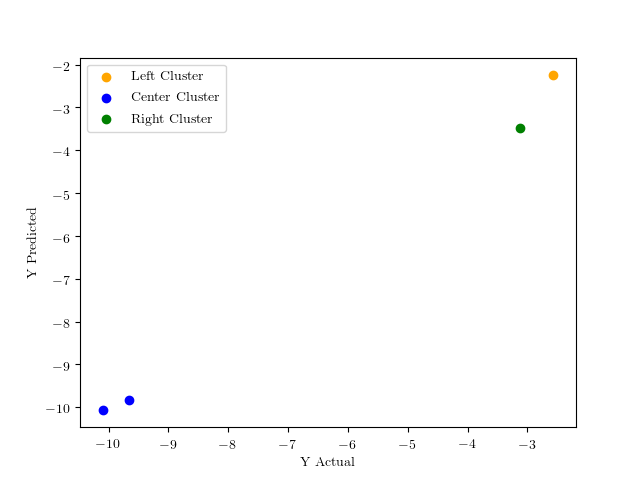 Left Cluster
Center Cluster
Right Cluster
−2
−3
−4
−5
−6
−7
−8
−9
−10
Y Predicted
−10 −9 −8 −7 −6 −5 −4 −3
Y Actual